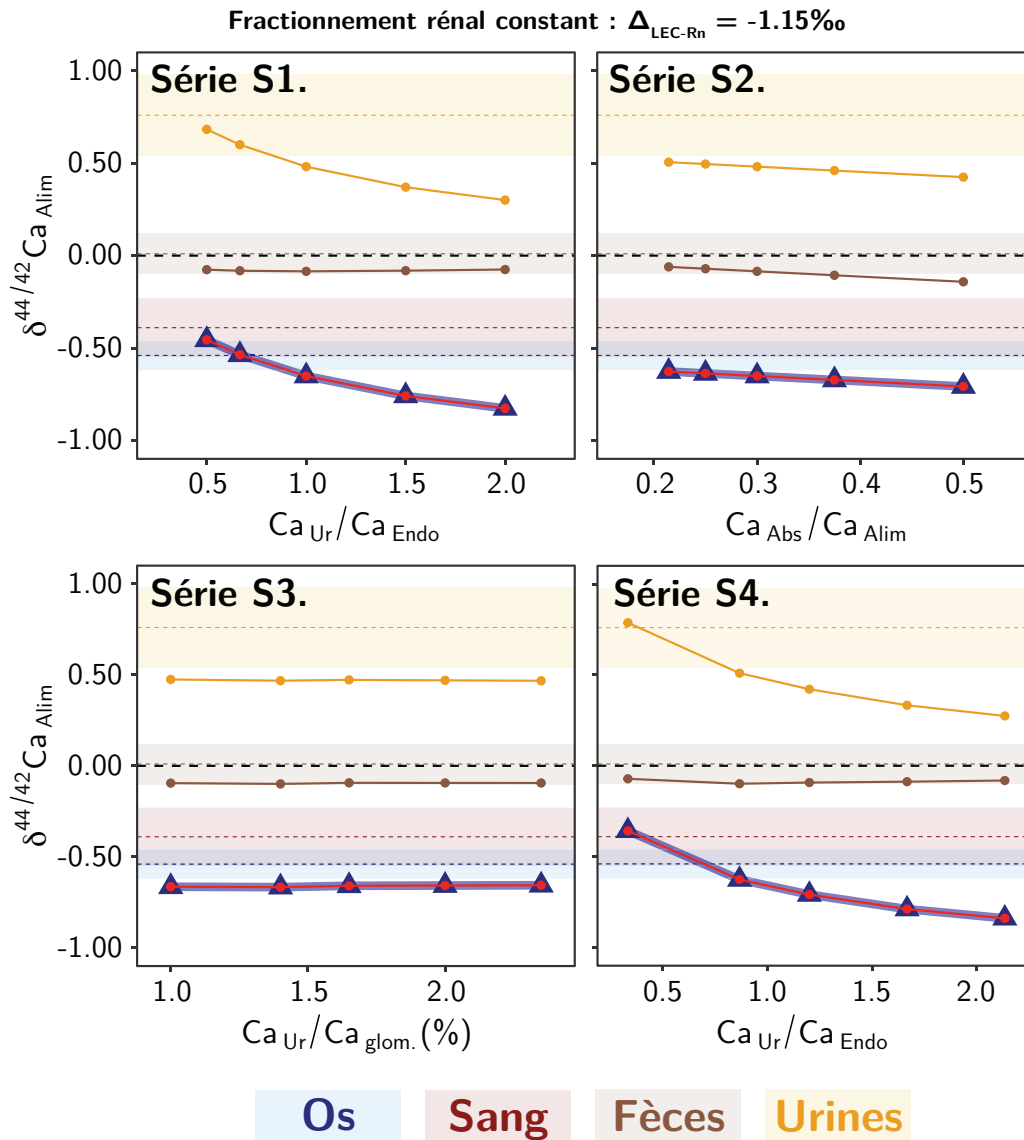 Fractionnement rénal constant : Δ LEC-Rn = -1.15‰
Série S1.
Série S2.
1.00
0.50
0.00
-0.50
-1.00
δ44/42Ca Alim
0.5 1.0 1.5 2.0
Ca Ur/Ca Endo
0.2 0.3 0.4 0.5
Ca Abs/Ca Alim
Série S3.
Série S4.
1.00
0.50
0.00
-0.50
-1.00
δ44/42Ca Alim
1.0 1.5 2.0
Ca Ur/Ca glom. (%)
0.5 1.0 1.5 2.0
Ca Ur/Ca Endo
Os Sang Fèces Urines